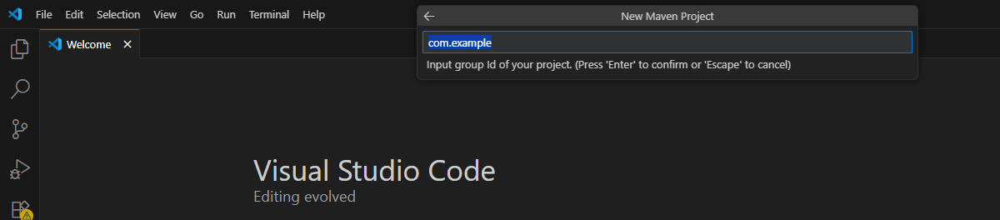 File Edit Selection View Go Run Terminal Help
New Maven Project
com.example
Input group Id of your project. (Press 'Enter' to confirm or 'Escape' to cancel)
Welcome
Visual Studio Code
Editing evolved